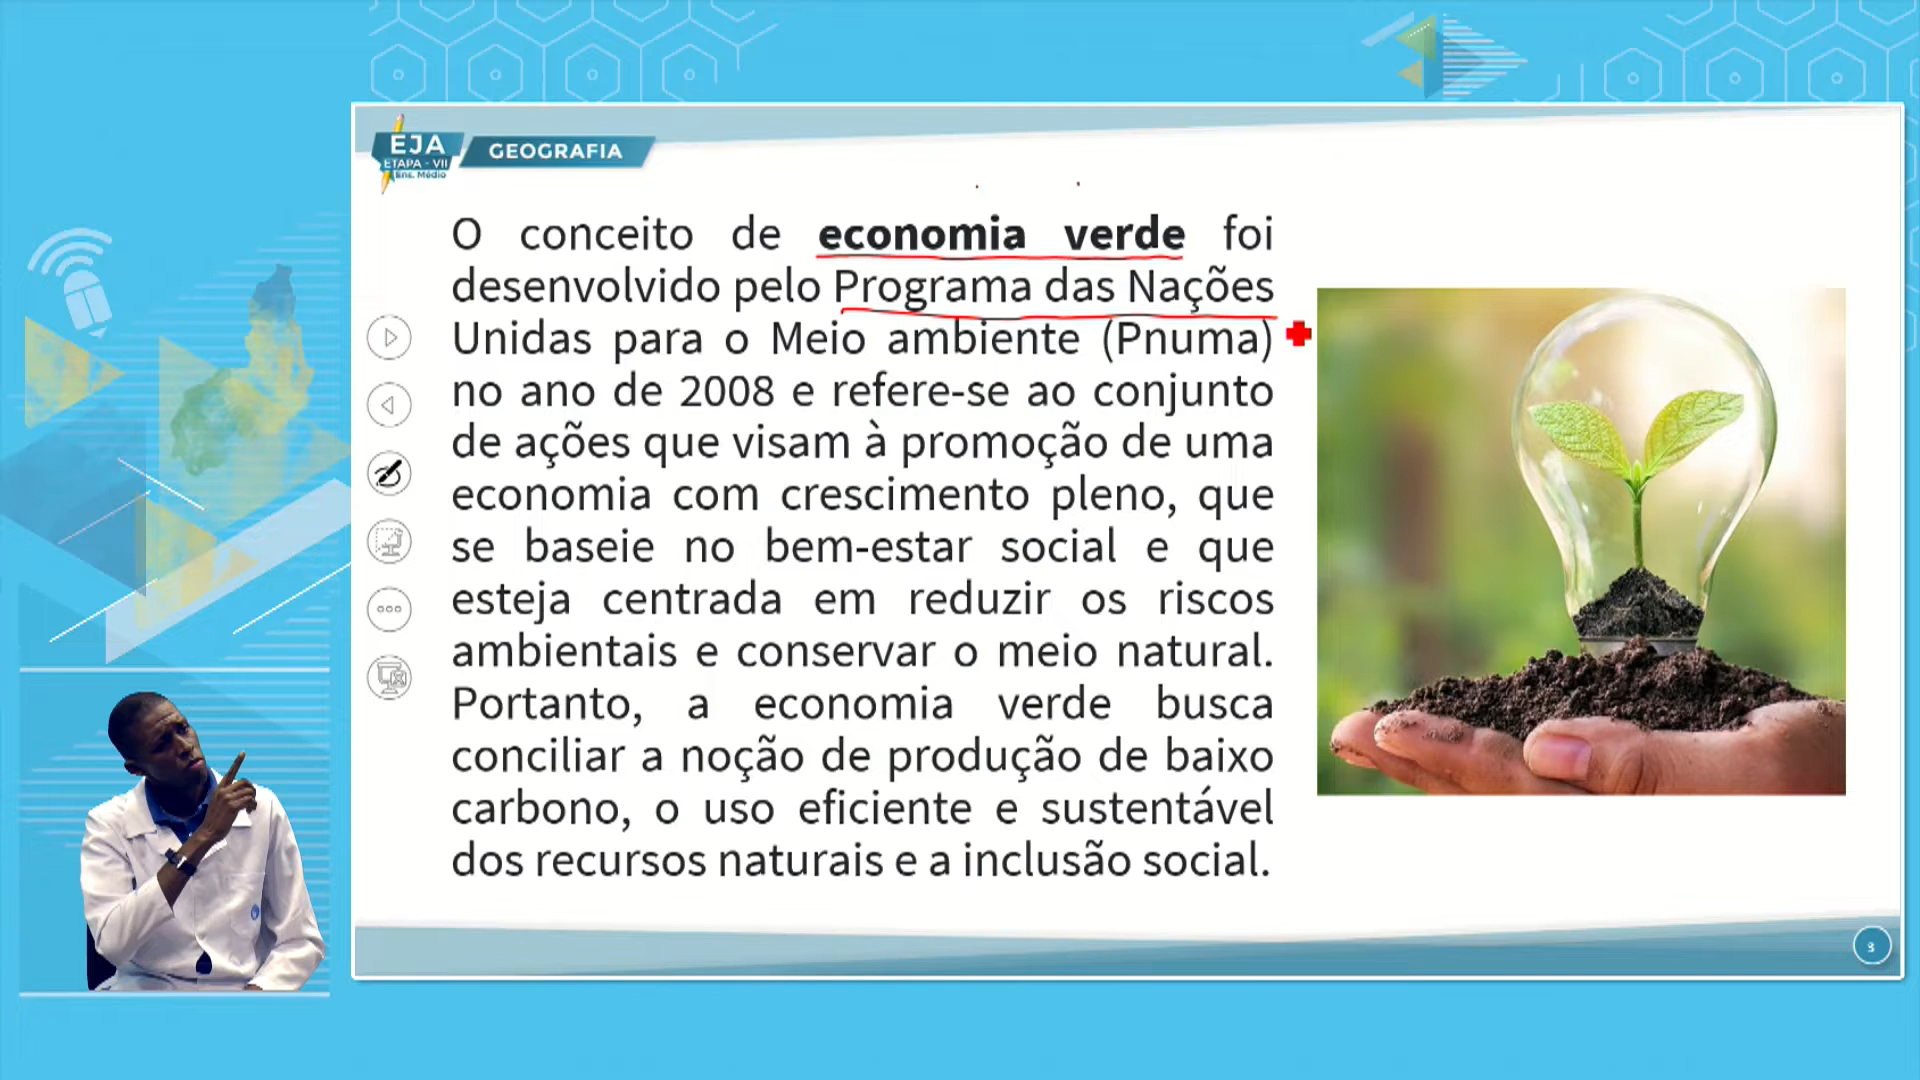 EJA
ETAPA - VII
Ens. Médio
GEOGRAFIA
O conceito de economia verde foi
desenvolvido pelo Programa das Nações
Unidas para o Meio ambiente (Pnuma)
no ano de 2008 e refere-se ao conjunto
de ações que visam à promoção de uma
economia com crescimento pleno, que
se baseie no bem-estar social e que
esteja centrada em reduzir os riscos
ambientais e conservar o meio natural.
Portanto, a economia verde busca
conciliar a noção de produção de baixo
carbono, o uso eficiente e sustentável
dos recursos naturais e a inclusão social.
3